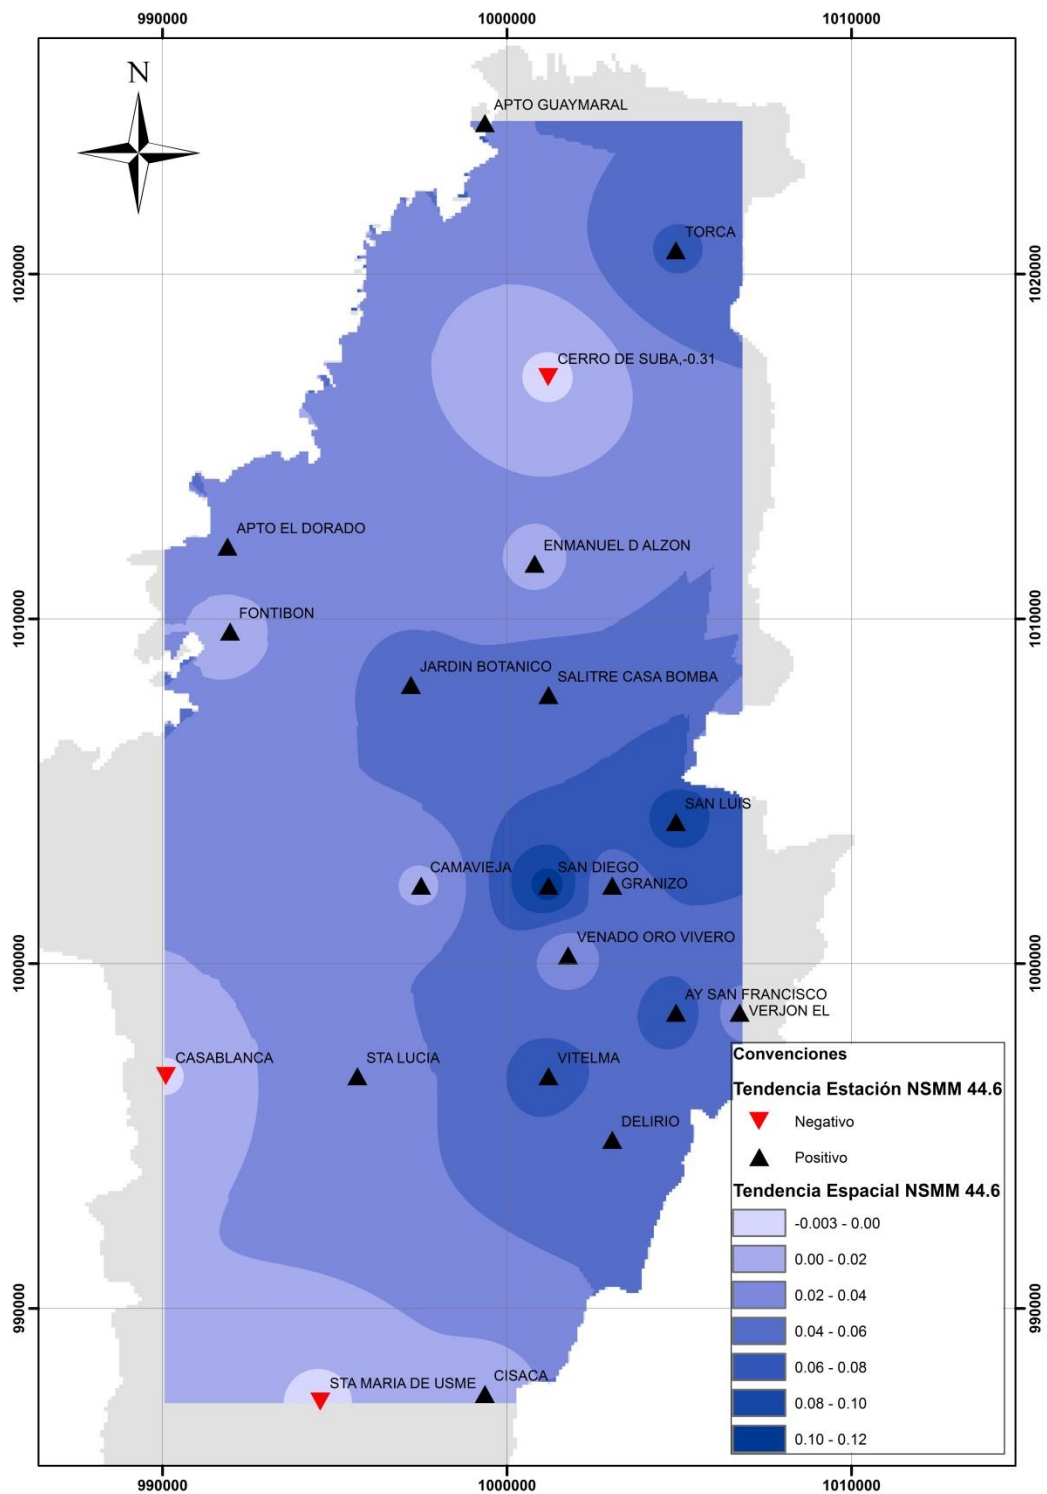 990000 1000000 1010000
N
APTO GUAYMARAL
TORCA
1020000 1020000
CERRO DE SUBA,-0.31
APTO EL DORADO
ENMANUEL D ALZON
FONTIBON
1010000 1010000
JARDIN BOTANICO
SALITRE CASA BOMBA
SAN LUIS
CAMAVIEJA
SAN DIEGO
GRANIZO
VENADO ORO VIVERO
1000000 1000000
AY SAN FRANCISCO
VERJON EL
CASABLANCA
STA LUCIA
VITELMA
DELIRIO
Convenciones
Tendencia Estación NSMM 44.6
Negativo
Positivo
Tendencia Espacial NSMM 44.6
-0.003 - 0.00
0.00 - 0.02
0.02 - 0.04
0.04 - 0.06
0.06 - 0.08
0.08 - 0.10
0.10 - 0.12
990000 990000
STA MARIA DE USME
CISACA
990000 1000000 1010000